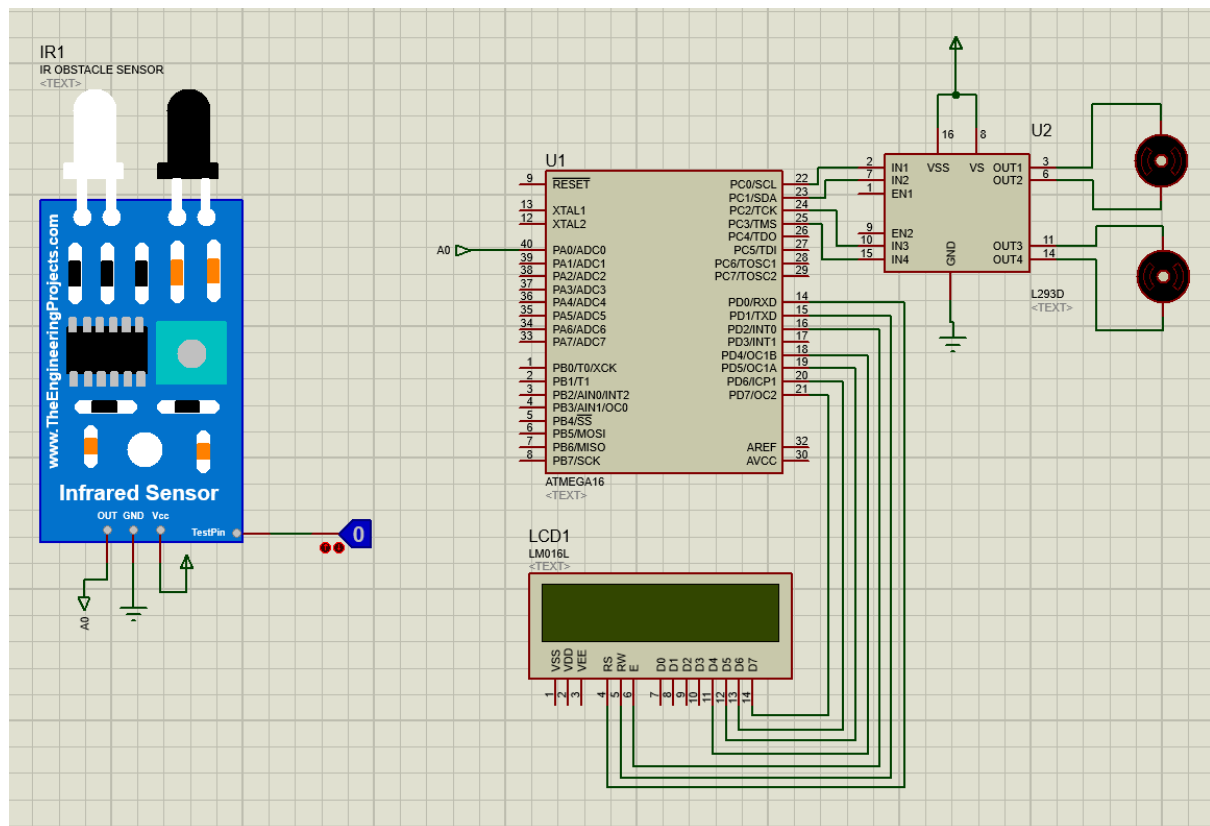 IR1
IR OBSTACLE SENSOR
<TEXT>
www.TheEngineeringProjects.com
Infrared Sensor
OUT GND Vcc
TestPin
0
A0
U1
9 RESET
13 XTAL1
12 XTAL2
A0
40 PA0/ADC0
39 PA1/ADC1
38 PA2/ADC2
37 PA3/ADC3
36 PA4/ADC4
35 PA5/ADC5
34 PA6/ADC6
33 PA7/ADC7
1 PB0/T0/XCK
2 PB1/T1
3 PB2/AIN0/INT2
4 PB3/AIN1/OC0
5 PB4/SS
6 PB5/MOSI
7 PB6/MISO
8 PB7/SCK
PC0/SCL 22
PC1/SDA 23
PC2/TCK 24
PC3/TMS 25
PC4/TDO 26
PC5/TDI 27
PC6/TOSC1 28
PC7/TOSC2 29
PD0/RXD 14
PD1/TXD 15
PD2/INT0 16
PD3/INT1 17
PD4/OC1B 18
PD5/OC1A 19
PD6/ICP1 20
PD7/OC2 21
AREF 32
AVCC 30
ATMEGA16
<TEXT>
U2
16 8
VSS VS
2 IN1
7 IN2
1 EN1
9 EN2
10 IN3
15 IN4
GND
OUT1 3
OUT2 6
OUT3 11
OUT4 14
L293D
<TEXT>
LCD1
LM016L
<TEXT>
VSS VDD VEE RS RW E D0 D1 D2 D3 D4 D5 D6 D7
1 2 3 4 5 6 7 8 9 10 11 12 13 14